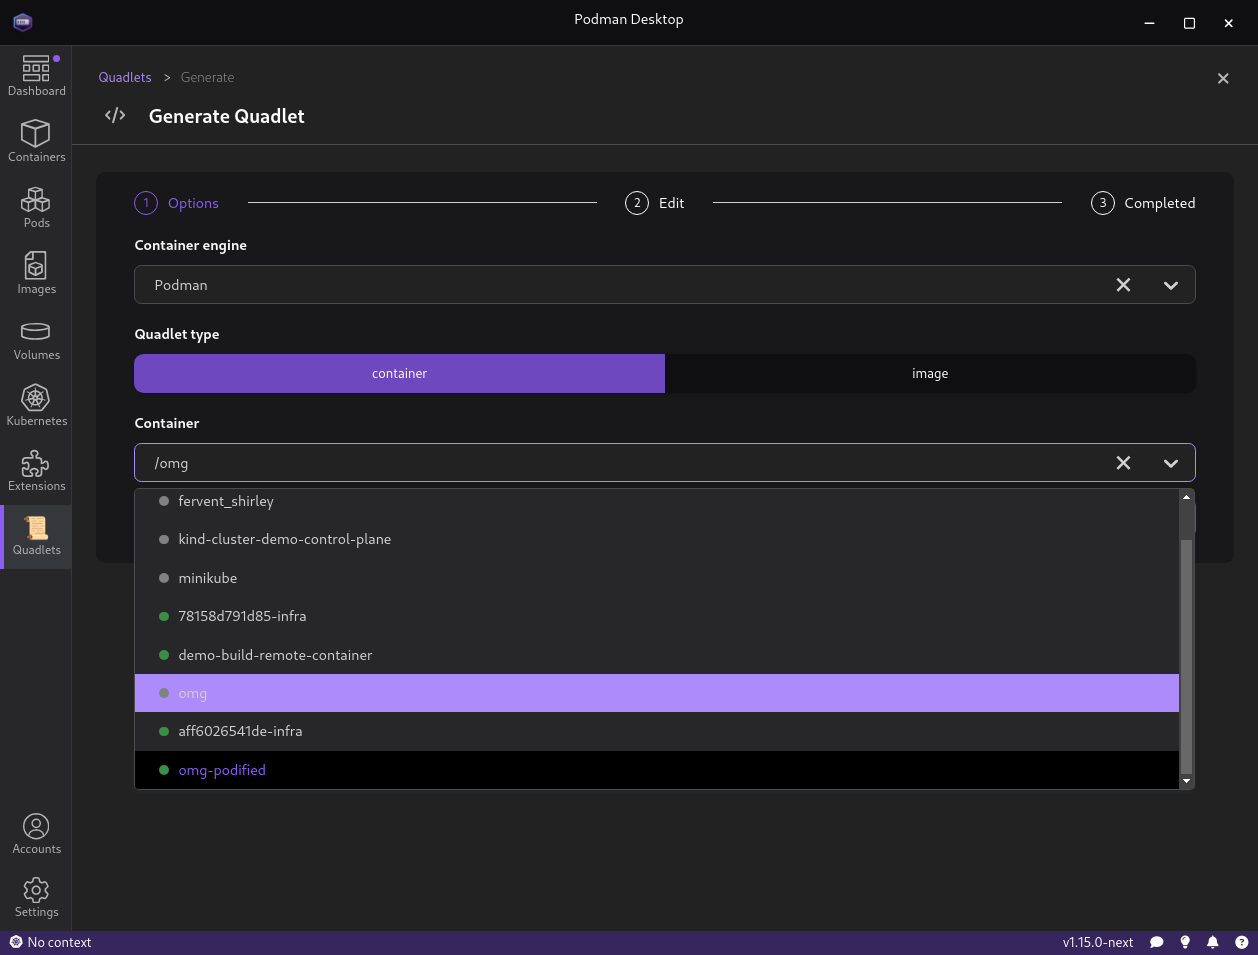 Podman Desktop
Dashboard
Containers
Pods
Images
Volumes
Kubernetes
Extensions
Quadlets
Accounts
Settings
Quadlets > Generate
</> Generate Quadlet
1 Options
2 Edit
3 Completed
Container engine
Podman
Quadlet type
container
image
Container
/omg
fervent_shirley
kind-cluster-demo-control-plane
minikube
78158d791d85-infra
demo-build-remote-container
omg
aff6026541de-infra
omg-podified
No context
v1.15.0-next